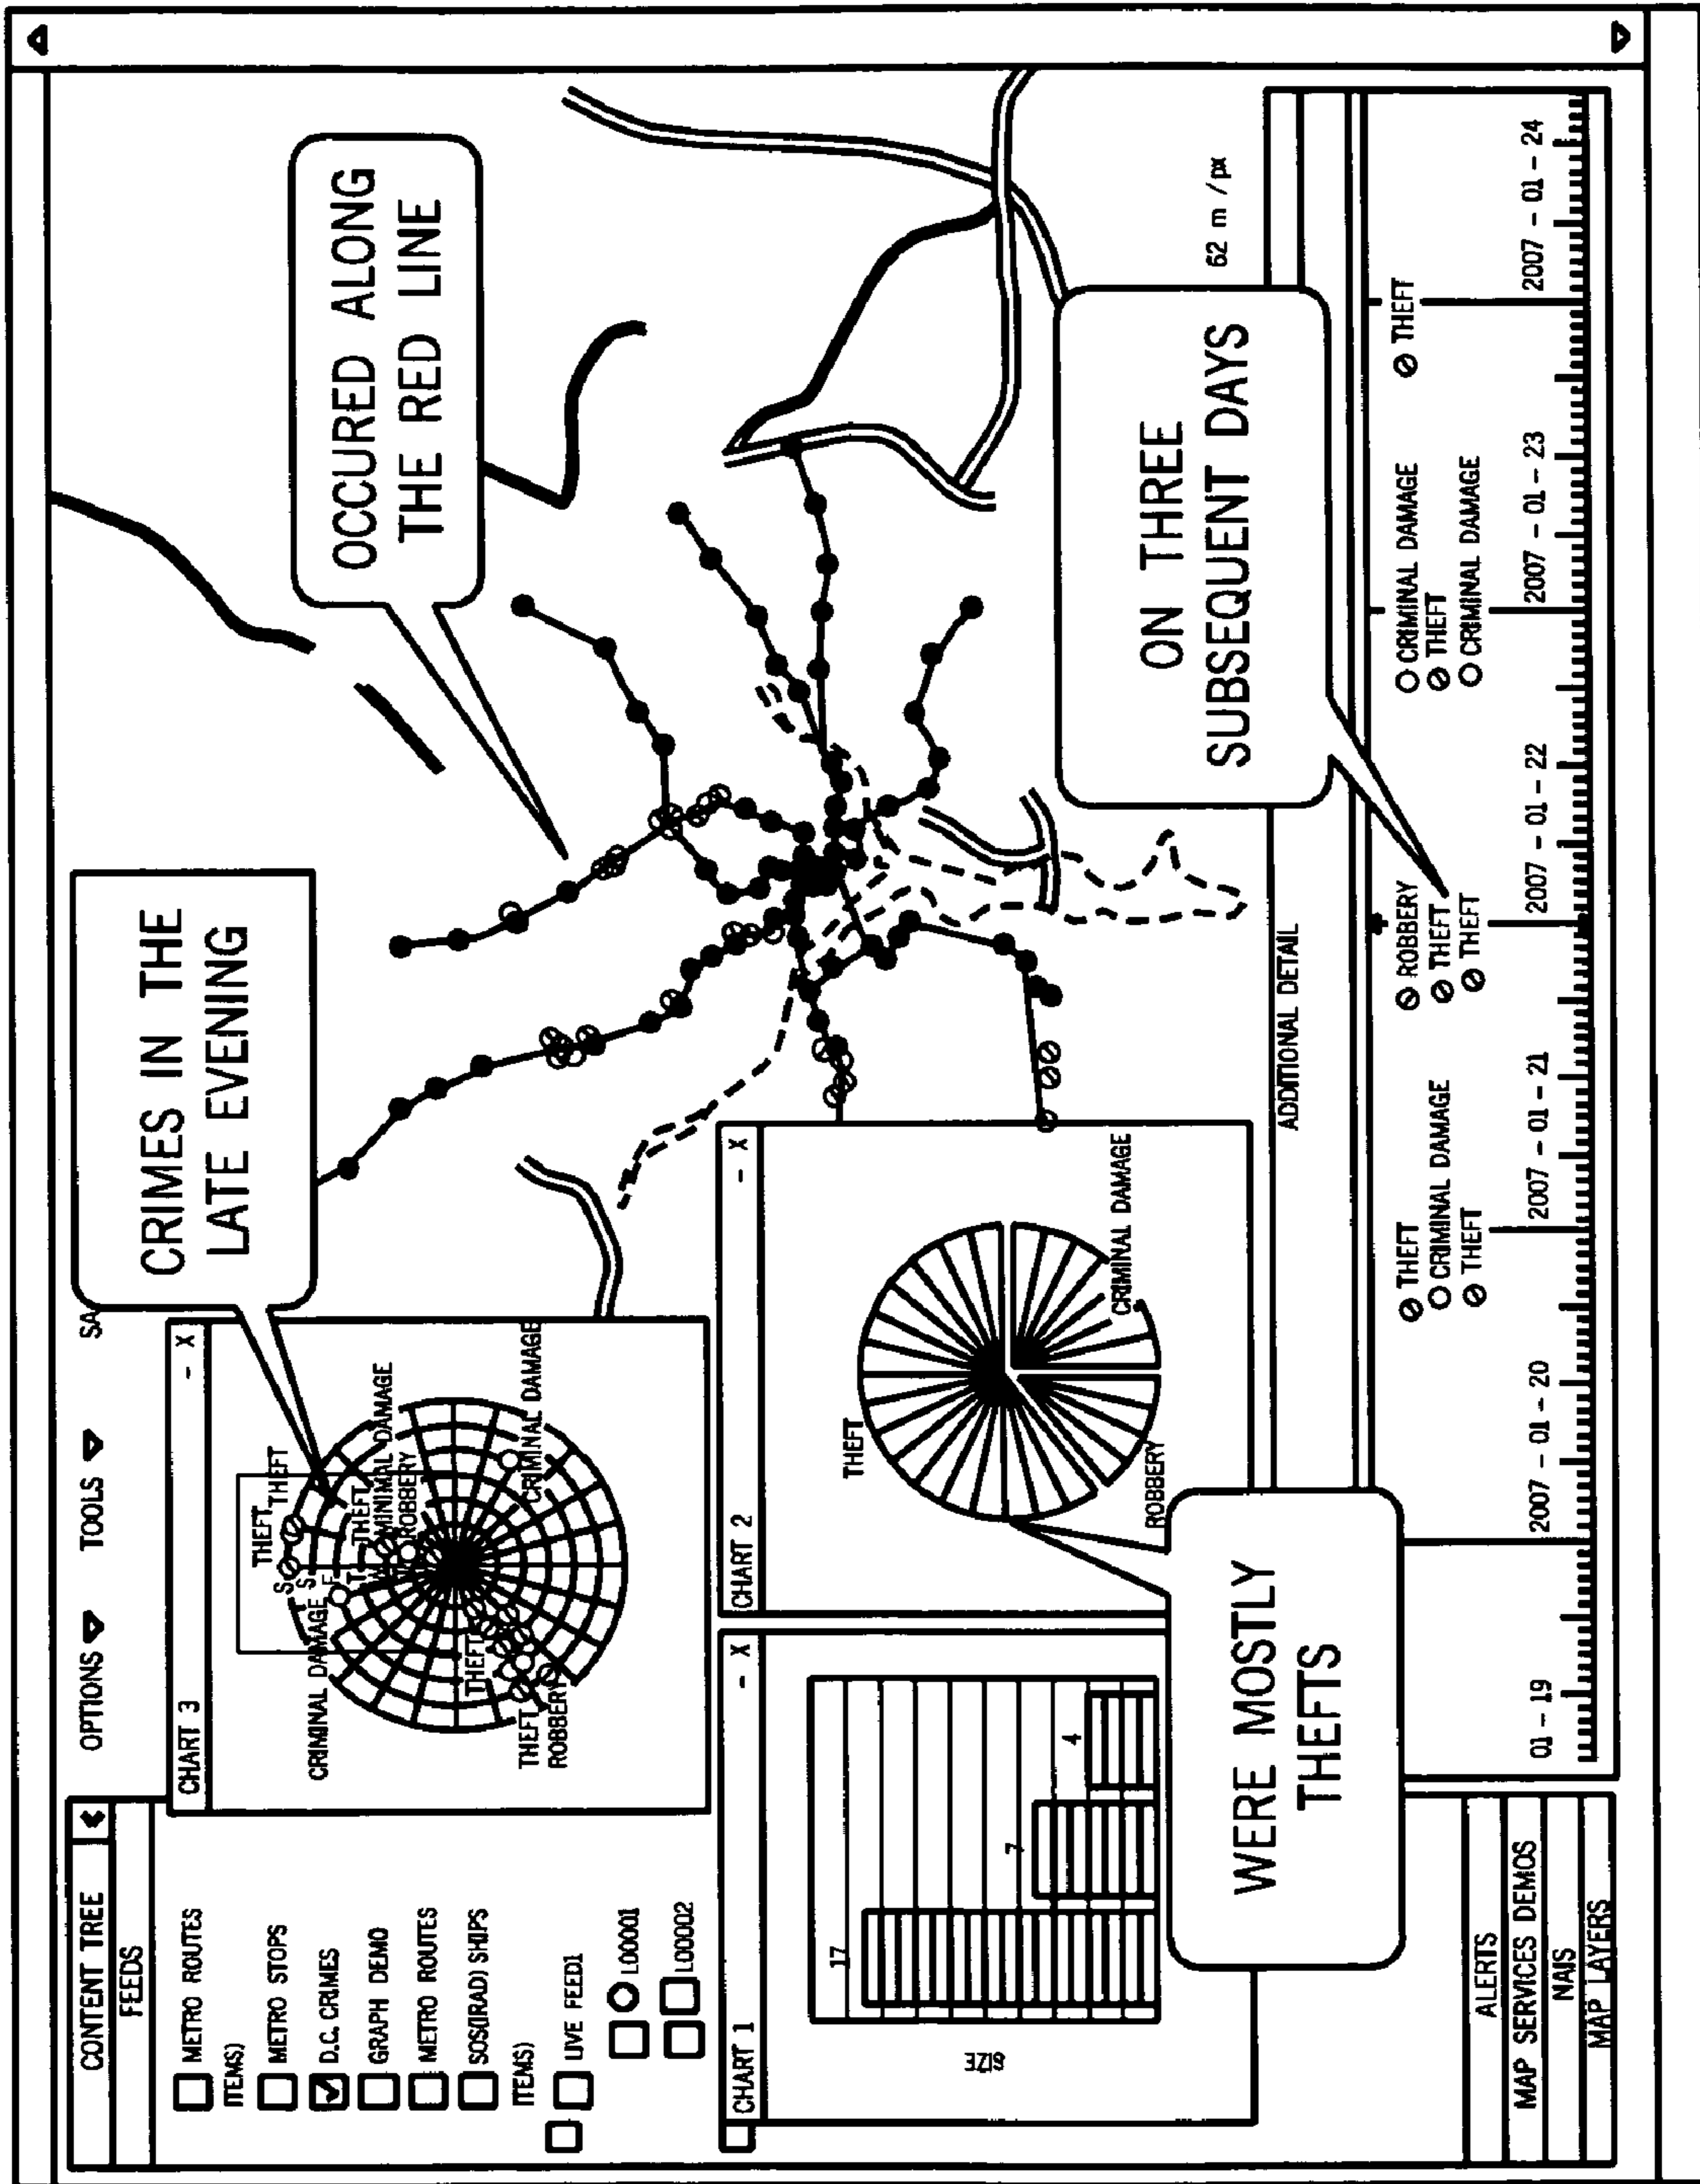 CONTENT TREE
FEEDS
METRO ROUTES
ITEMS)
METRO STOPS
D.C. CRIMES
GRAPH DEMO
METRO ROUTES
SOS(IRAD) SHIPS
ITEMS)
LIVE FEED1
L00001
L00002
OPTIONS
TOOLS
SA
CRIMES IN THE
LATE EVENING
OCCURED ALONG
THE RED LINE
CHART 3
- X
THEFT
THEFT
S
S
F
T
CRIMINAL DAMAGE
THEFT
MINIMAL DAMAGE
ROBBERY
CRIMINAL DAMAGE
THEFT
THEFT
ROBBERY
CHART 1
- X
SIZE
17
7
4
CHART 2
- X
THEFT
CRIMINAL DAMAGE
ROBBERY
WERE MOSTLY
THEFTS
ON THREE
SUBSEQUENT DAYS
62 m / px
ADDITIONAL DETAIL
THEFT
CRIMINAL DAMAGE
THEFT
ROBBERY
THEFT
THEFT
CRIMINAL DAMAGE
THEFT
CRIMINAL DAMAGE
THEFT
01 - 19
2007 - 01 - 20
2007 - 01 - 21
2007 - 01 - 22
2007 - 01 - 23
2007 - 01 - 24
ALERTS
MAP SERVICES DEMOS
NAIS
MAP LAYERS